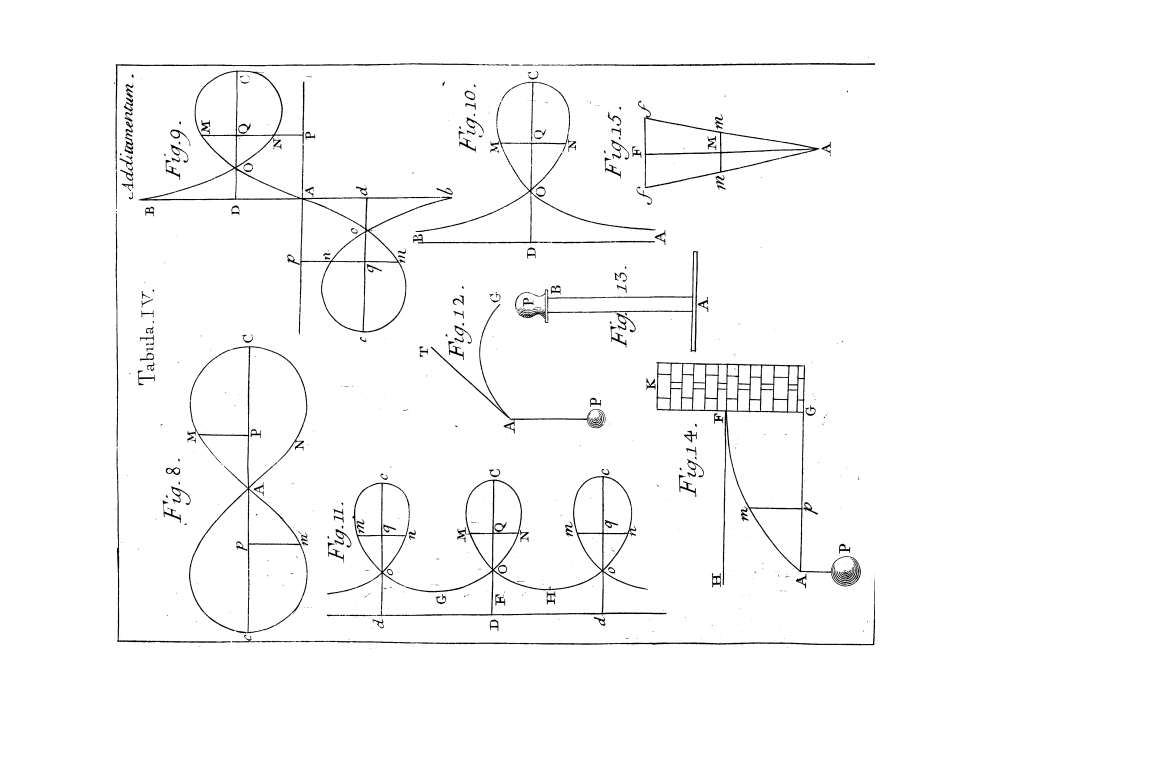 Additamentum.
Tabula.IV.
Fig. 8.
c
p
m
A
M
P
N
C
Fig.9.
B
D
O
M
Q
N
C
P
A
d
b
c
p
n
q
m
c
Fig.10.
C
M
Q
N
O
B
D
A
Fig.11.
c
m
q
n
o
d
G
C
M
Q
N
O
F
D
H
c
m
q
n
o
d
Fig.12.
T
G
A
P
Fig. 13.
P
B
A
Fig.14.
K
F
G
m
p
H
A
P
Fig.15.
f
F
f
m
M
m
A